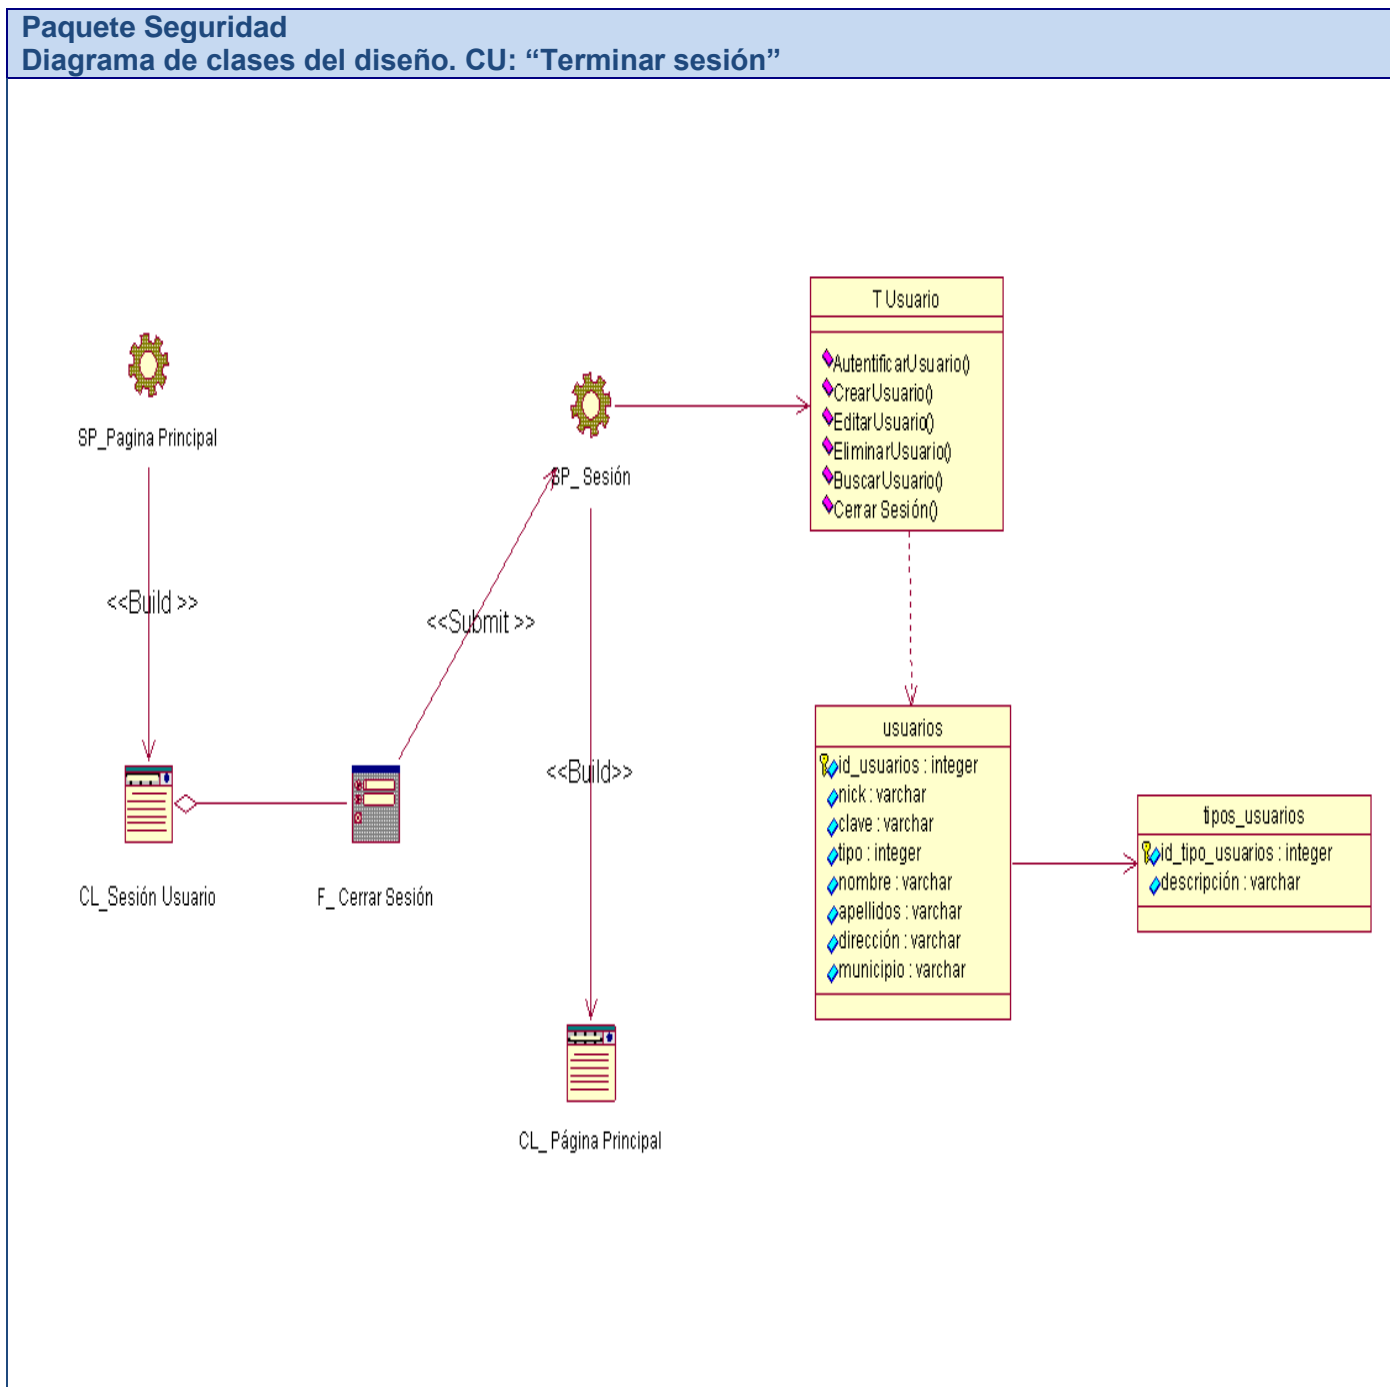 Paquete Seguridad
Diagrama de clases del diseño. CU: “Terminar sesión”
SP_Pagina Principal
<<Build >>
CL_Sesión Usuario
F_ Cerrar Sesión
<<Submit >>
SP_ Sesión
<<Build>>
CL_ Página Principal
T Usuario
AutentificarUsuario()
CrearUsuario()
EditarUsuario()
EliminarUsuario()
BuscarUsuario()
Cerrar Sesión()
usuarios
id_usuarios : integer
nick : varchar
clave : varchar
tipo : integer
nombre : varchar
apellidos : varchar
dirección : varchar
municipio : varchar
tipos_usuarios
id_tipo_usuarios : integer
descripción : varchar